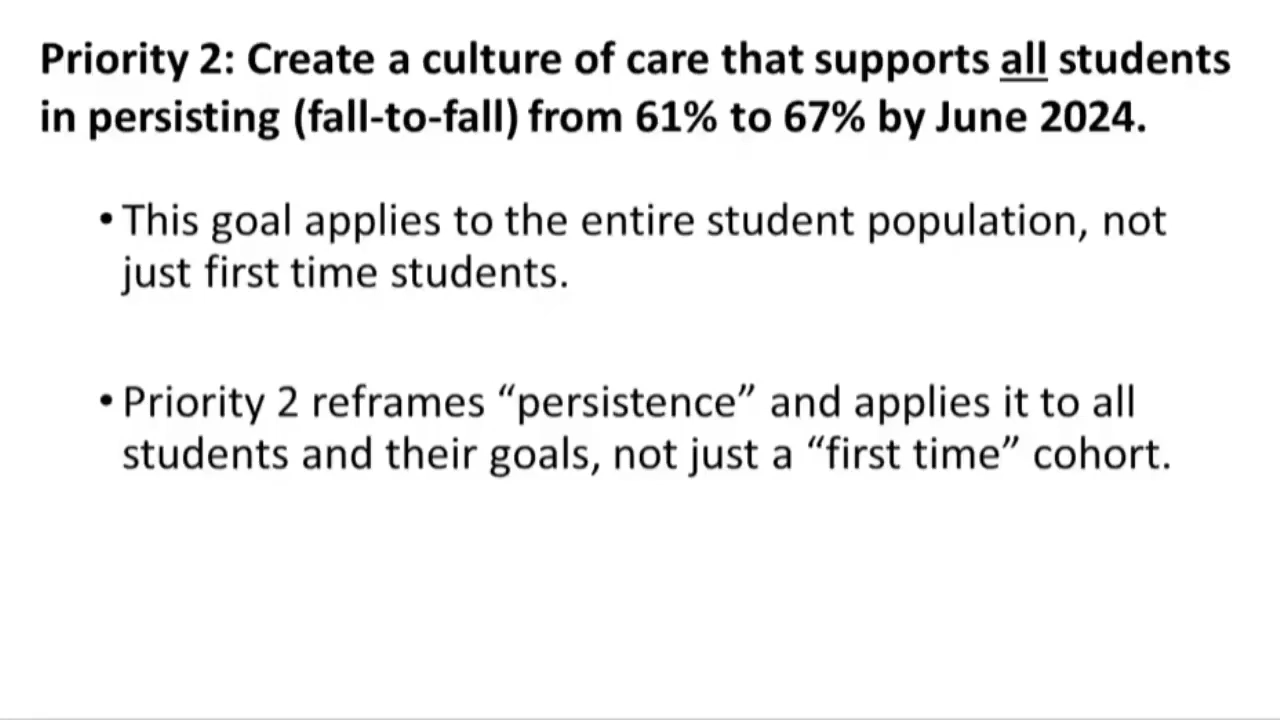 Priority 2: Create a culture of care that supports all students
in persisting (fall-to-fall) from 61% to 67% by June 2024.
• This goal applies to the entire student population, not
just first time students.
• Priority 2 reframes “persistence” and applies it to all
students and their goals, not just a “first time” cohort.